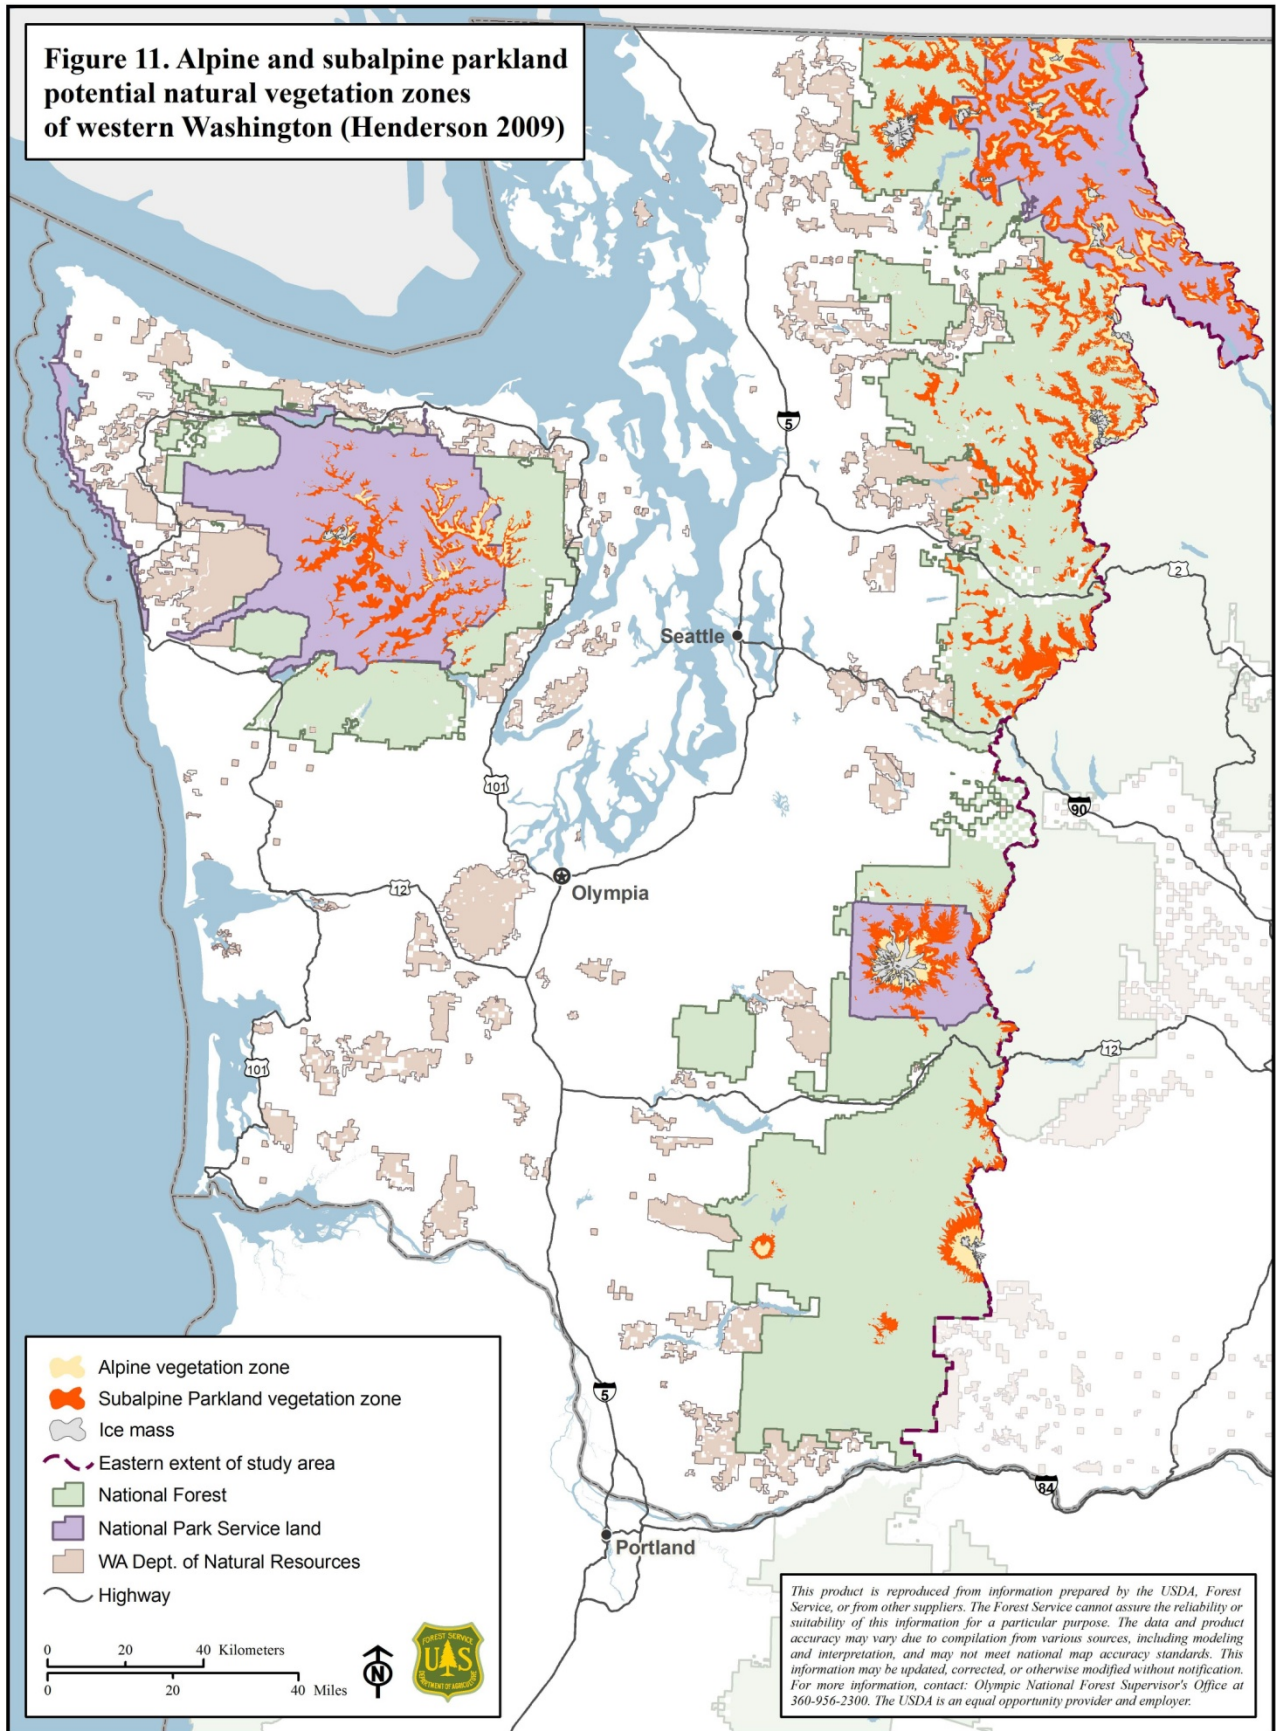 Figure 11. Alpine and subalpine parkland
potential natural vegetation zones
of western Washington (Henderson 2009)
5
2
Seattle
101
90
12
Olympia
101
12
5
84
Portland
Alpine vegetation zone
Subalpine Parkland vegetation zone
Ice mass
Eastern extent of study area
National Forest
National Park Service land
WA Dept. of Natural Resources
Highway
0 20 40 Kilometers
0 20 40 Miles
N
FOREST SERVICE
U S
DEPARTMENT OF AGRICULTURE
This product is reproduced from information prepared by the USDA, Forest
Service, or from other suppliers. The Forest Service cannot assure the reliability or
suitability of this information for a particular purpose. The data and product
accuracy may vary due to compilation from various sources, including modeling
and interpretation, and may not meet national map accuracy standards. This
information may be updated, corrected, or otherwise modified without notification.
For more information, contact: Olympic National Forest Supervisor's Office at
360-956-2300. The USDA is an equal opportunity provider and employer.